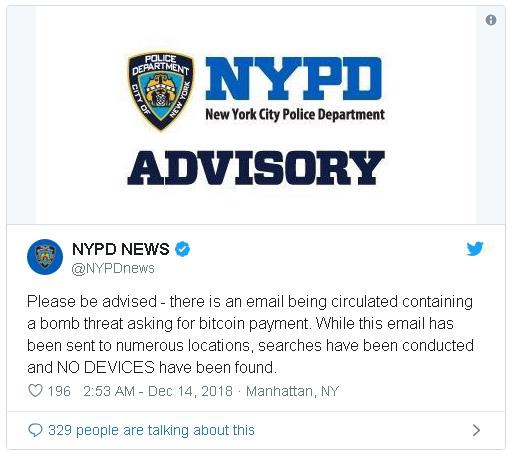 POLICE
DEPARTMENT
CITY OF
NEW YORK
NYPD
New York City Police Department
ADVISORY
NYPD NEWS
@NYPDnews
Please be advised - there is an email being circulated containing
a bomb threat asking for bitcoin payment. While this email has
been sent to numerous locations, searches have been conducted
and NO DEVICES have been found.
196 2:53 AM - Dec 14, 2018 · Manhattan, NY
329 people are talking about this